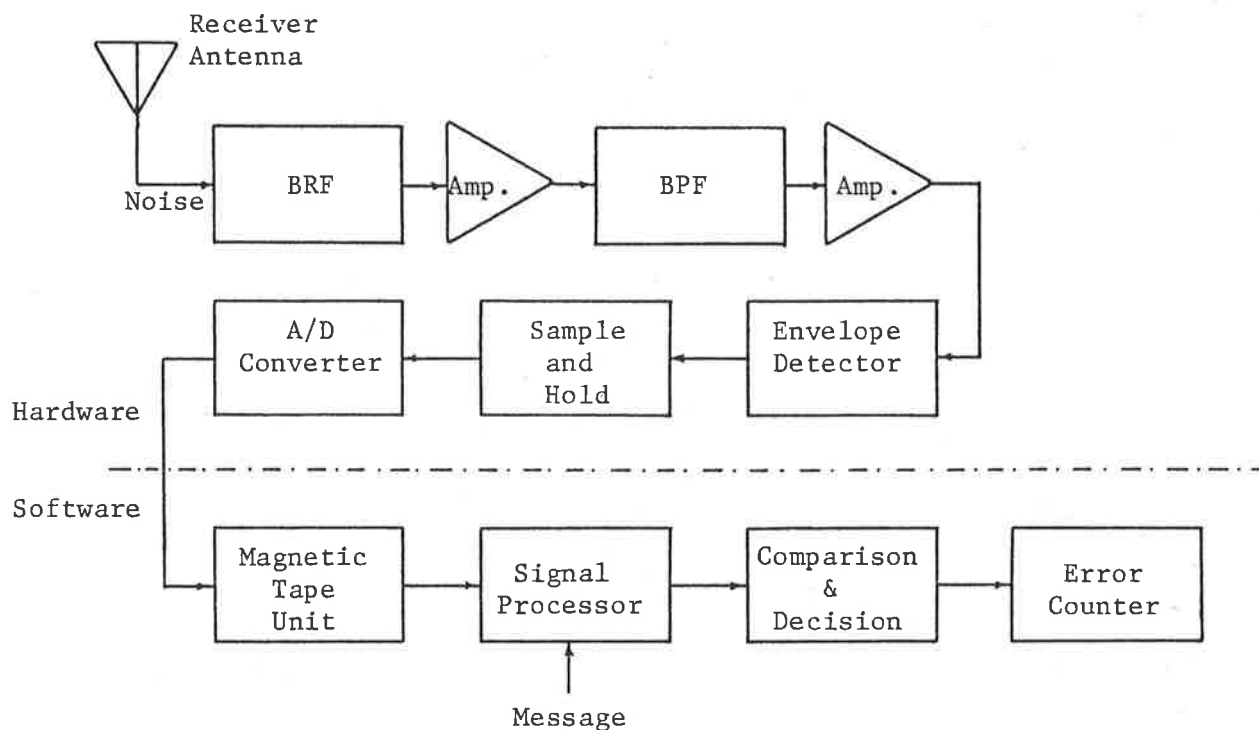 Receiver
Antenna
Noise
BRF
Amp.
BPF
Amp.
A/D
Converter
Sample
and
Hold
Envelope
Detector
Hardware
Software
Magnetic
Tape
Unit
Signal
Processor
Comparison
&
Decision
Error
Counter
Message